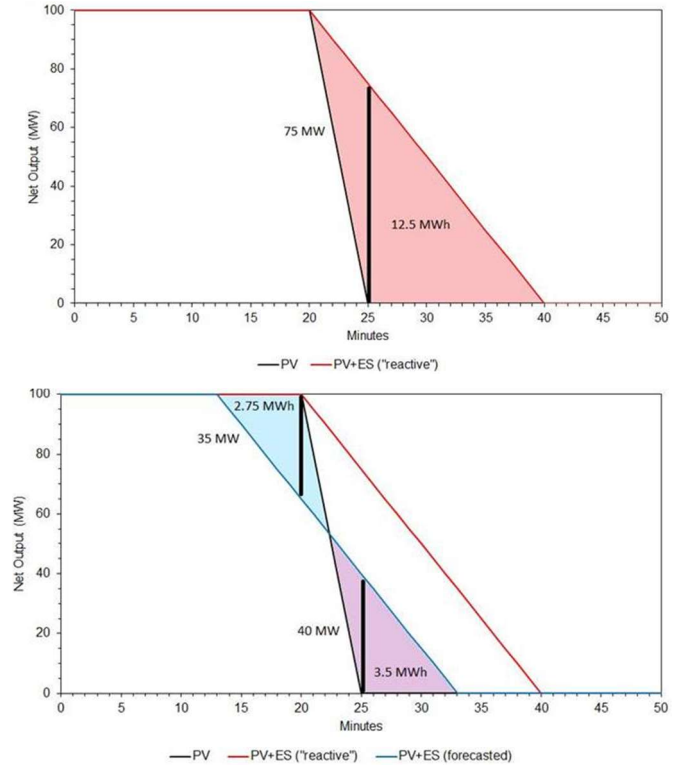 100
80
60
40
20
0
Net Output (MW)
75 MW
12.5 MWh
0 5 10 15 20 25 30 35 40 45 50
Minutes
PV PV+ES ("reactive")
100
80
60
40
20
0
Net Output (MW)
2.75 MWh
35 MW
40 MW
3.5 MWh
0 5 10 15 20 25 30 35 40 45 50
Minutes
PV PV+ES ("reactive") PV+ES (forecasted)